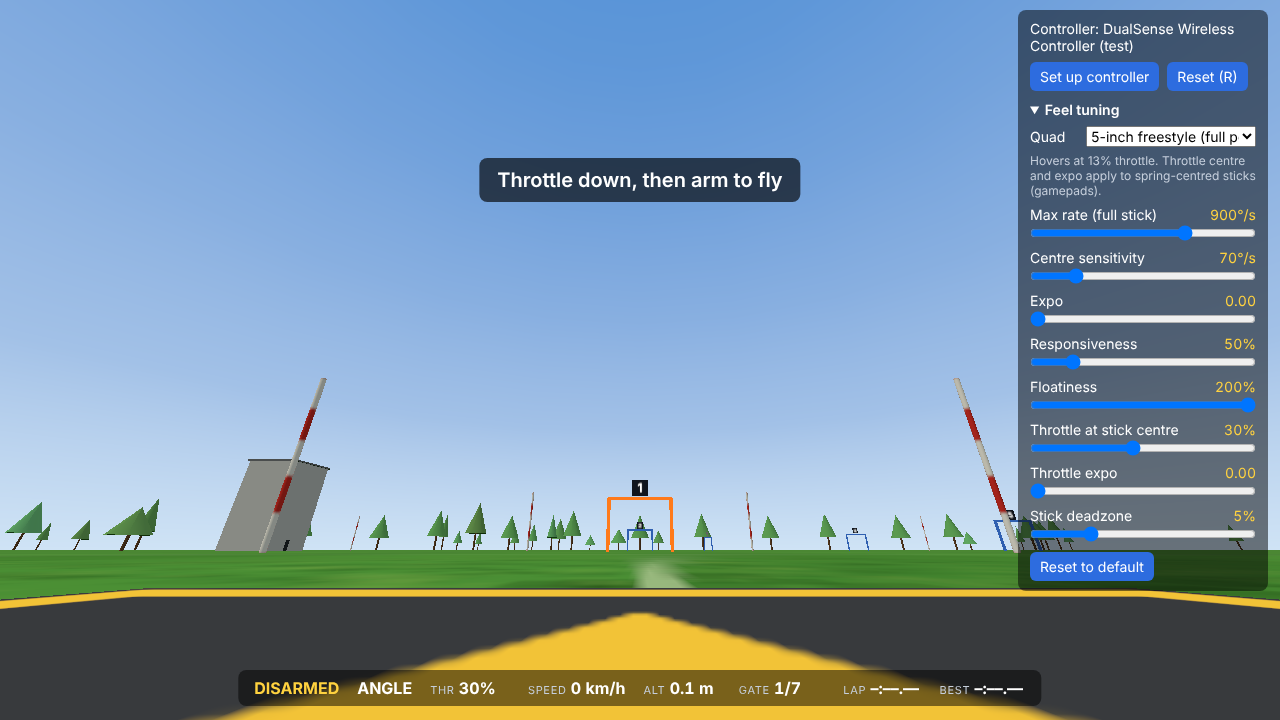 Controller: DualSense Wireless
Controller (test)
Set up controller
Reset (R)
▼ Feel tuning
Quad
5-inch freestyle (full p
Hovers at 13% throttle. Throttle centre
and expo apply to spring-centred sticks
(gamepads).
Max rate (full stick) 900°/s
Centre sensitivity 70°/s
Expo 0.00
Responsiveness 50%
Floatiness 200%
Throttle at stick centre 30%
Throttle expo 0.00
Stick deadzone 5%
Reset to default
Throttle down, then arm to fly
1
DISARMED ANGLE THR 30% SPEED 0 km/h ALT 0.1 m GATE 1/7 LAP –:––.–– BEST –:––.––